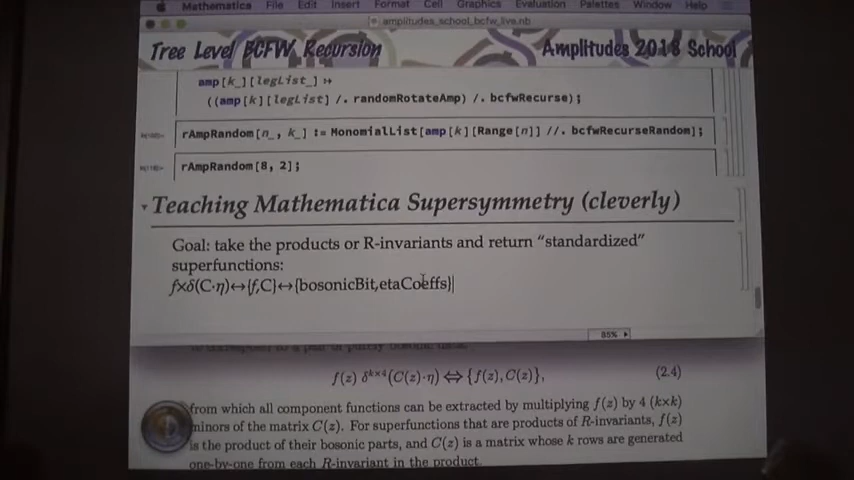 Mathematica File Edit Insert Format Cell Graphics Evaluation Palettes Window Help
amplitudes_school_bcfw_live.nb
Tree Level BCFW Recursion Amplitudes 2018 School
amp[k_][legList_]↦
((amp[k][legList] /. randomRotateAmp) /. bcfwRecurse);
rAmpRandom[n_, k_] := MonomialList[amp[k][Range[n]] //. bcfwRecurseRandom];
rAmpRandom[8, 2];
Teaching Mathematica Supersymmetry (cleverly)
Goal: take the products or R-invariants and return "standardized"
superfunctions:
f×δ(C·η)↔{f,C}↔{bosonicBit,etaCoeffs}
85%
f(z) δ^{k×4}(C(z)·η) ⇔ {f(z), C(z)}, (2.4)
from which all component functions can be extracted by multiplying f(z) by 4 (k×k)
minors of the matrix C(z). For superfunctions that are products of R-invariants, f(z)
is the product of their bosonic parts, and C(z) is a matrix whose k rows are generated
one-by-one from each R-invariant in the product.